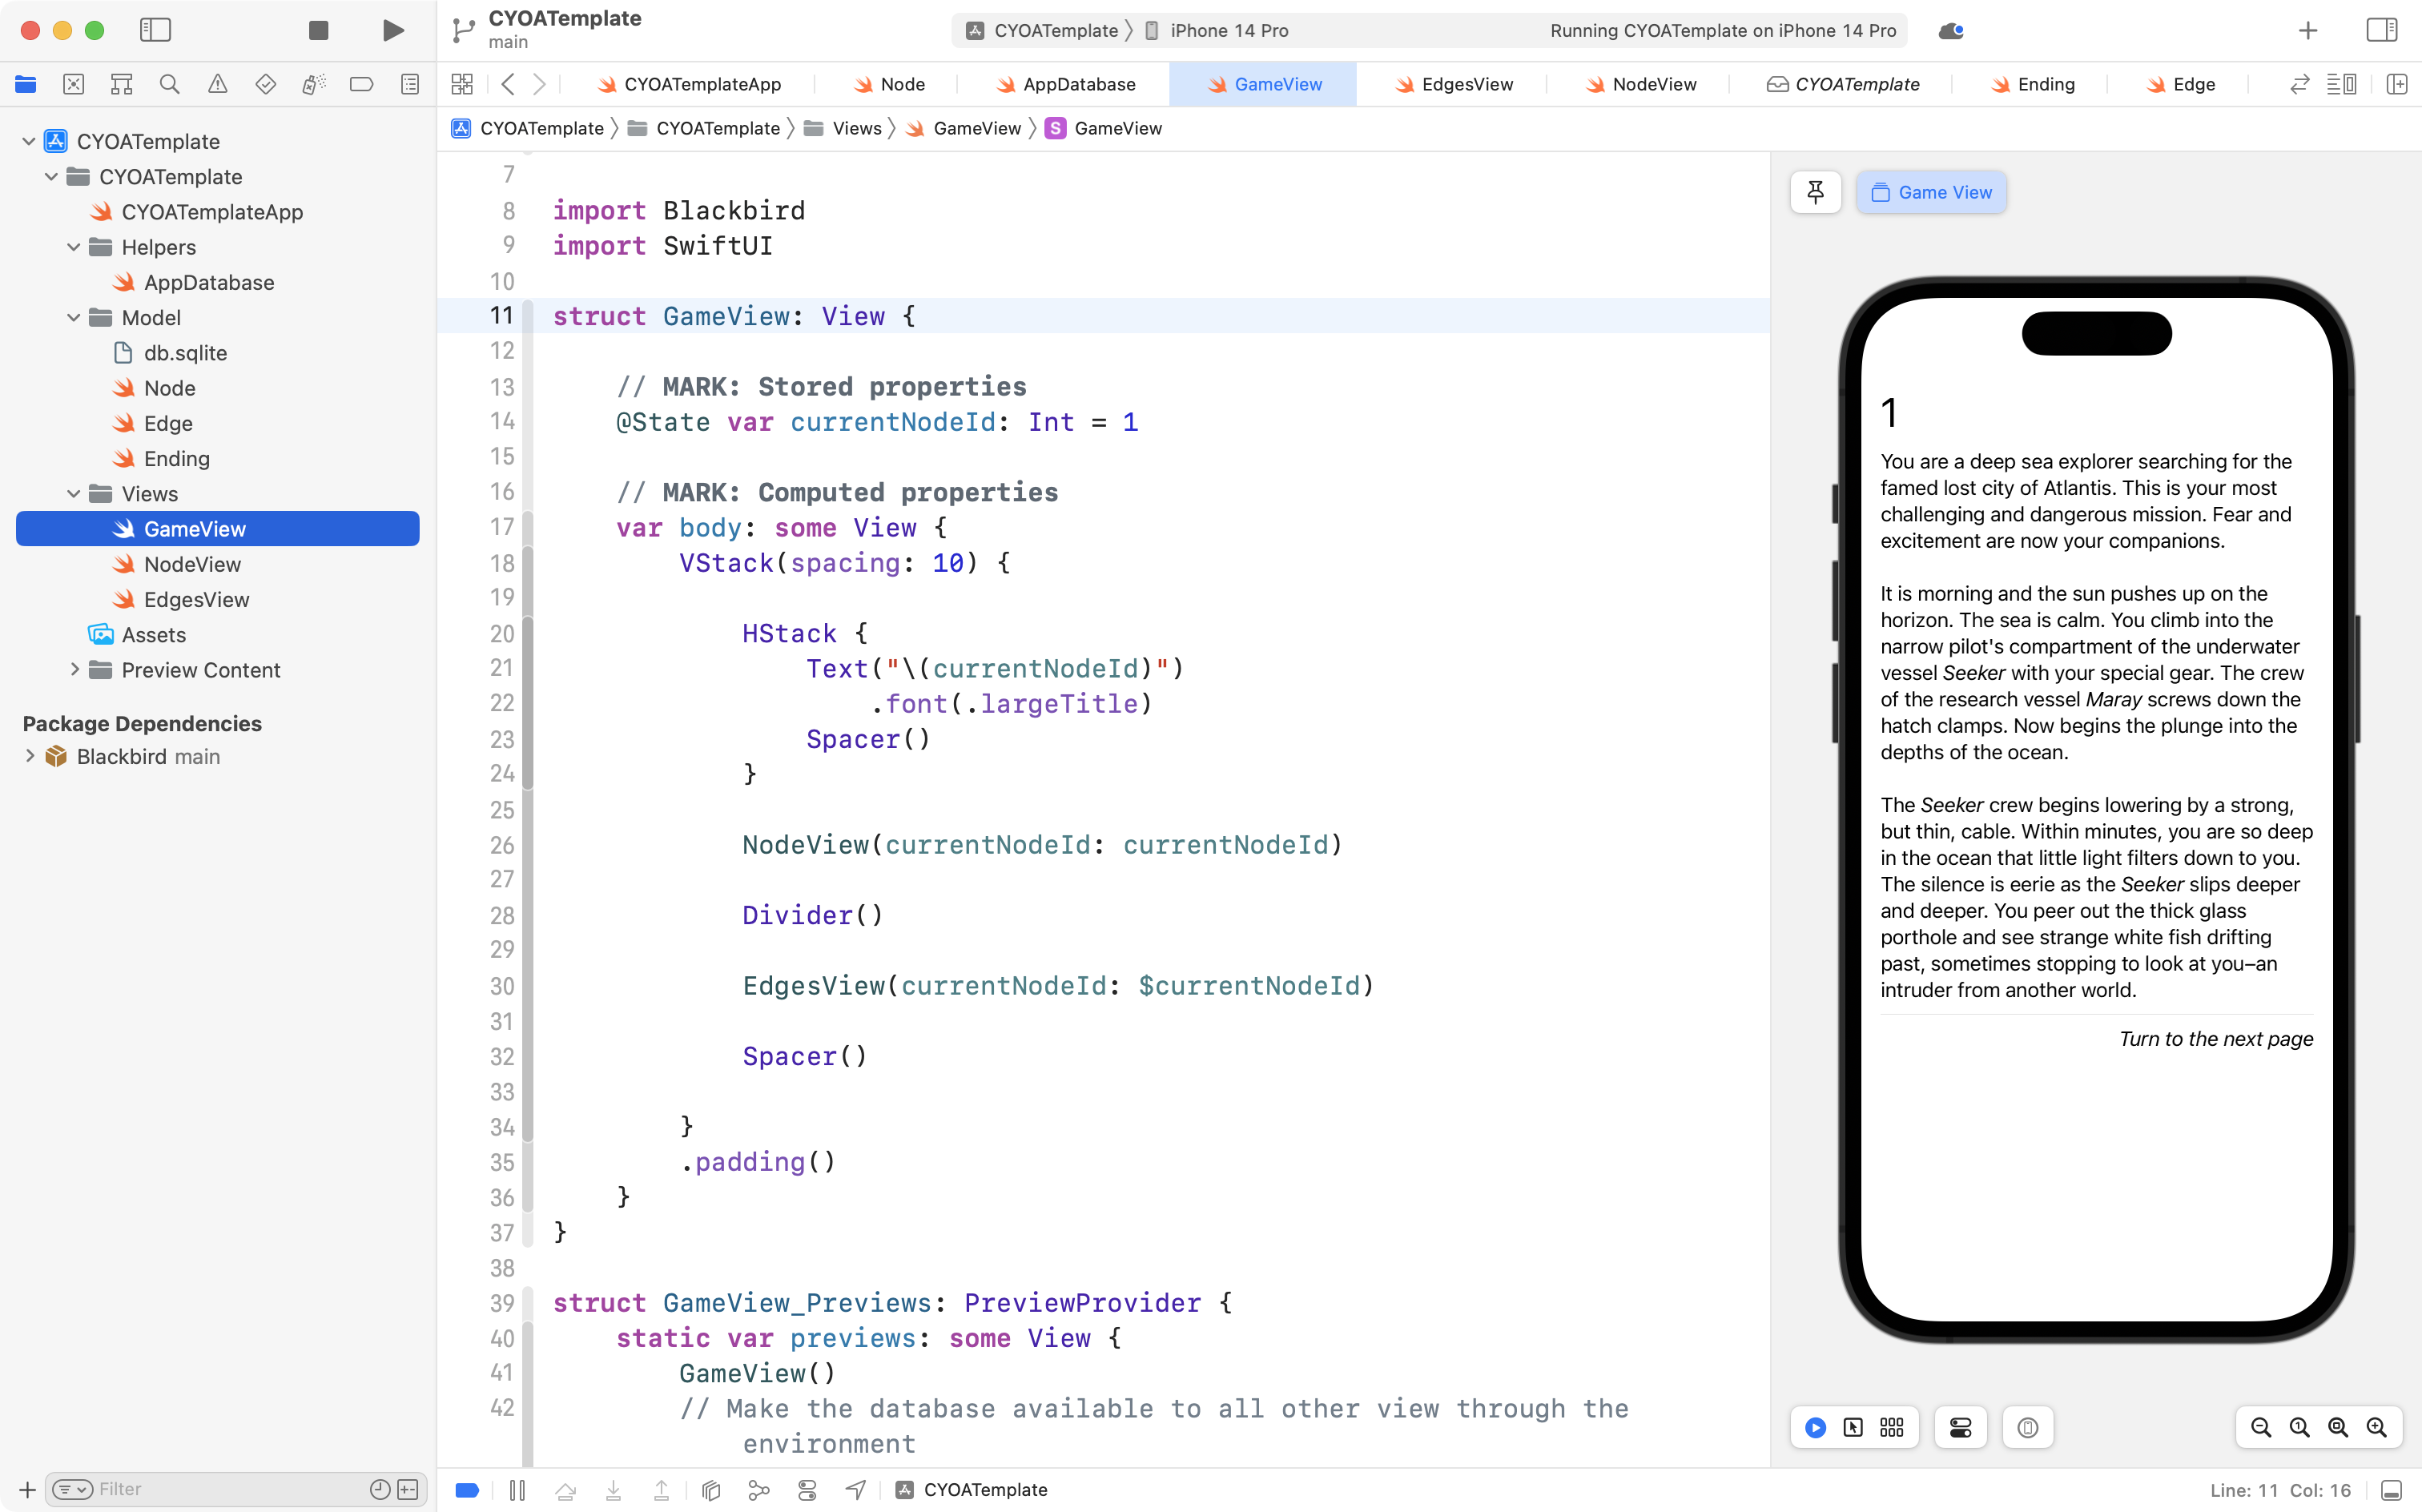 CYOATemplate
main
CYOATemplate
iPhone 14 Pro
Running CYOATemplate on iPhone 14 Pro
CYOATemplateApp
Node
AppDatabase
GameView
EdgesView
NodeView
CYOATemplate
Ending
Edge
CYOATemplate
CYOATemplate
Views
GameView
S
GameView
CYOATemplate
CYOATemplate
CYOATemplateApp
Helpers
AppDatabase
Model
db.sqlite
Node
Edge
Ending
Views
GameView
NodeView
EdgesView
Assets
Preview Content
Package Dependencies
Blackbird main
Filter
7
8 import Blackbird
9 import SwiftUI
10
11 struct GameView: View {
12
13 // MARK: Stored properties
14 @State var currentNodeId: Int = 1
15
16 // MARK: Computed properties
17 var body: some View {
18 VStack(spacing: 10) {
19
20 HStack {
21 Text("\(currentNodeId)")
22 .font(.largeTitle)
23 Spacer()
24 }
25
26 NodeView(currentNodeId: currentNodeId)
27
28 Divider()
29
30 EdgesView(currentNodeId: $currentNodeId)
31
32 Spacer()
33
34 }
35 .padding()
36 }
37 }
38
39 struct GameView_Previews: PreviewProvider {
40 static var previews: some View {
41 GameView()
42 // Make the database available to all other view through the
environment
Game View
1
You are a deep sea explorer searching for the
famed lost city of Atlantis. This is your most
challenging and dangerous mission. Fear and
excitement are now your companions.
It is morning and the sun pushes up on the
horizon. The sea is calm. You climb into the
narrow pilot's compartment of the underwater
vessel Seeker with your special gear. The crew
of the research vessel Maray screws down the
hatch clamps. Now begins the plunge into the
depths of the ocean.
The Seeker crew begins lowering by a strong,
but thin, cable. Within minutes, you are so deep
in the ocean that little light filters down to you.
The silence is eerie as the Seeker slips deeper
and deeper. You peer out the thick glass
porthole and see strange white fish drifting
past, sometimes stopping to look at you–an
intruder from another world.
Turn to the next page
CYOATemplate
Line: 11 Col: 16